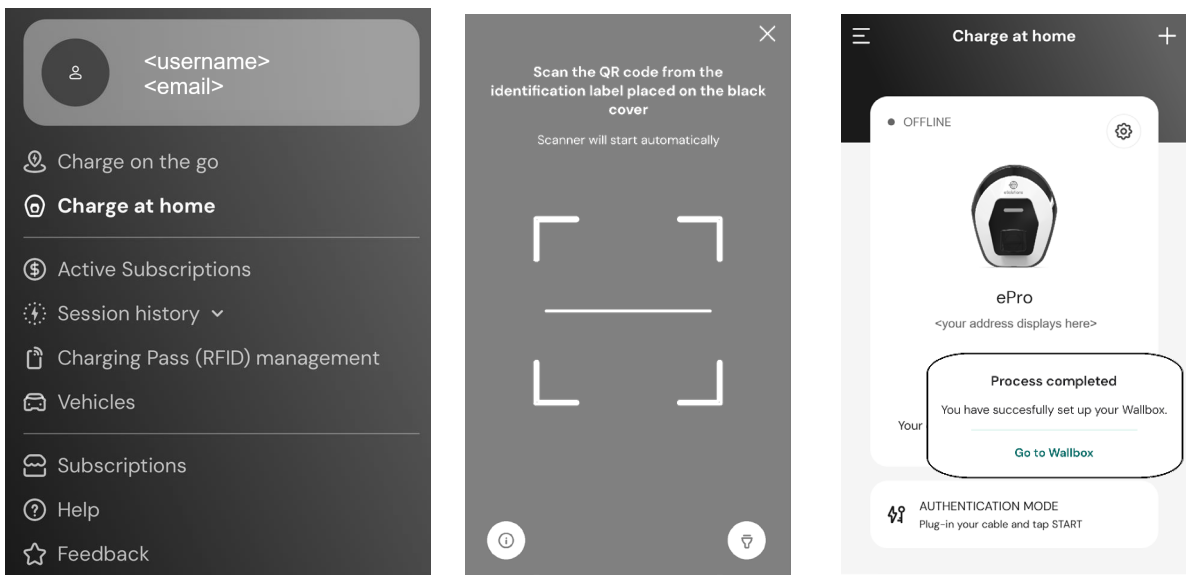 <username>
<email>
Charge on the go
Charge at home
Active Subscriptions
Session history
Charging Pass (RFID) management
Vehicles
Subscriptions
Help
Feedback
Scan the QR code from the
identification label placed on the black
cover
Scanner will start automatically
Charge at home
OFFLINE
ePro
<your address displays here>
Process completed
You have succesfully set up your Wallbox.
Your
Go to Wallbox
AUTHENTICATION MODE
Plug-in your cable and tap START